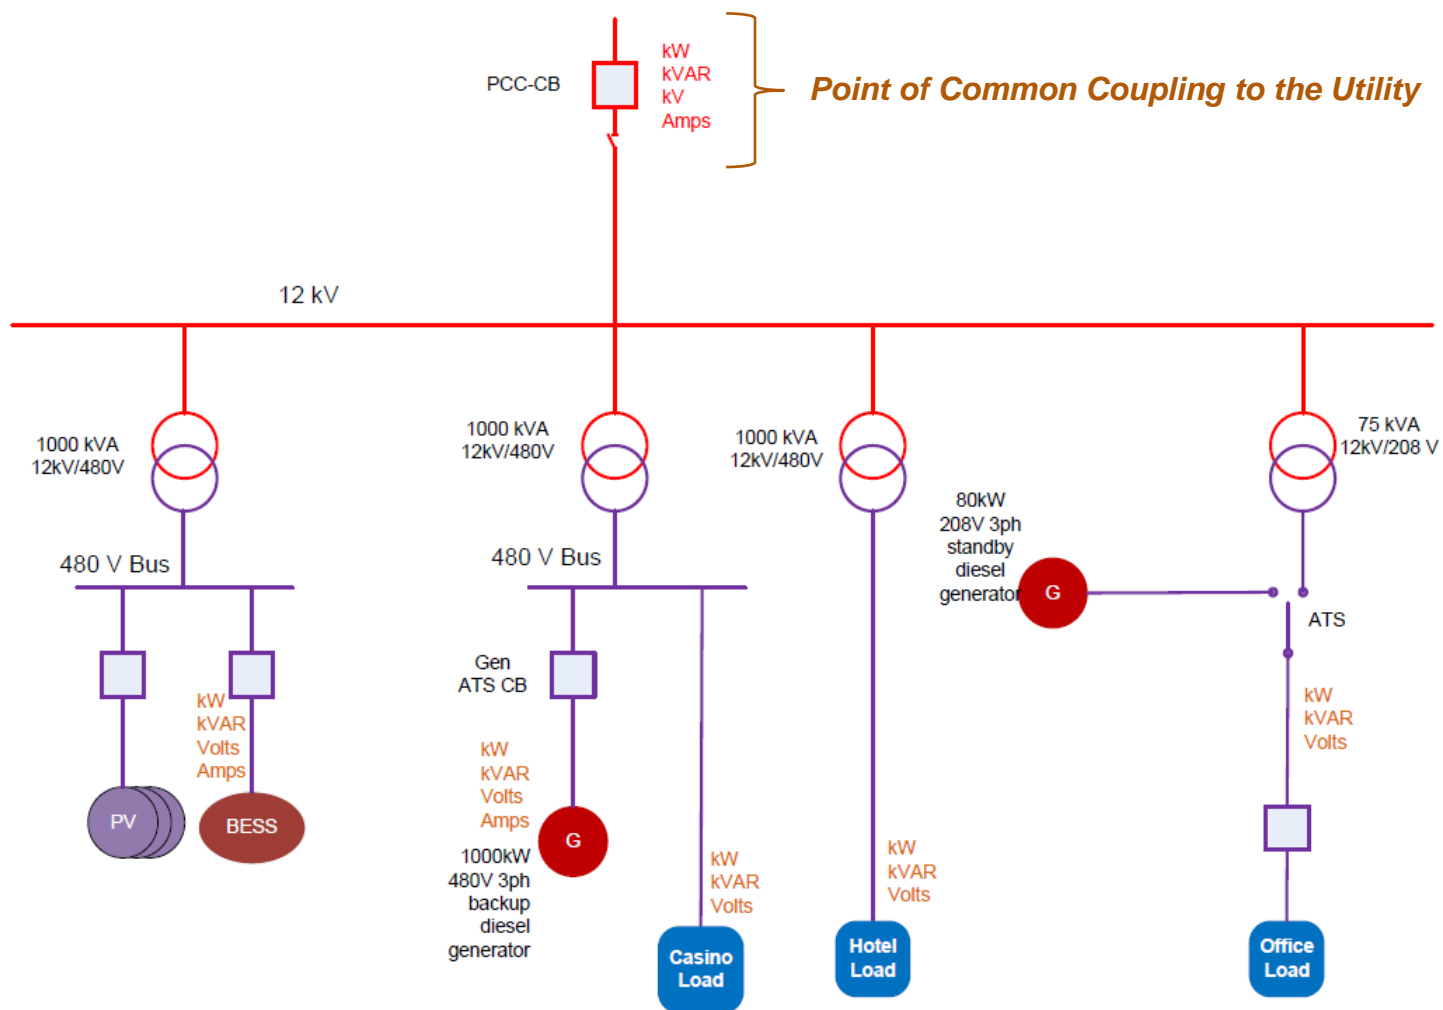 PCC-CB
kW
kVAR
kV
Amps
Point of Common Coupling to the Utility
12 kV
1000 kVA
12kV/480V
1000 kVA
12kV/480V
1000 kVA
12kV/480V
75 kVA
12kV/208 V
480 V Bus
480 V Bus
80kW
208V 3ph
standby
diesel
generator
G
ATS
Gen
ATS CB
kW
kVAR
Volts
Amps
kW
kVAR
Volts
Amps
kW
kVAR
Volts
PV
BESS
G
1000kW
480V 3ph
backup
diesel
generator
kW
kVAR
Volts
kW
kVAR
Volts
Casino
Load
Hotel
Load
Office
Load